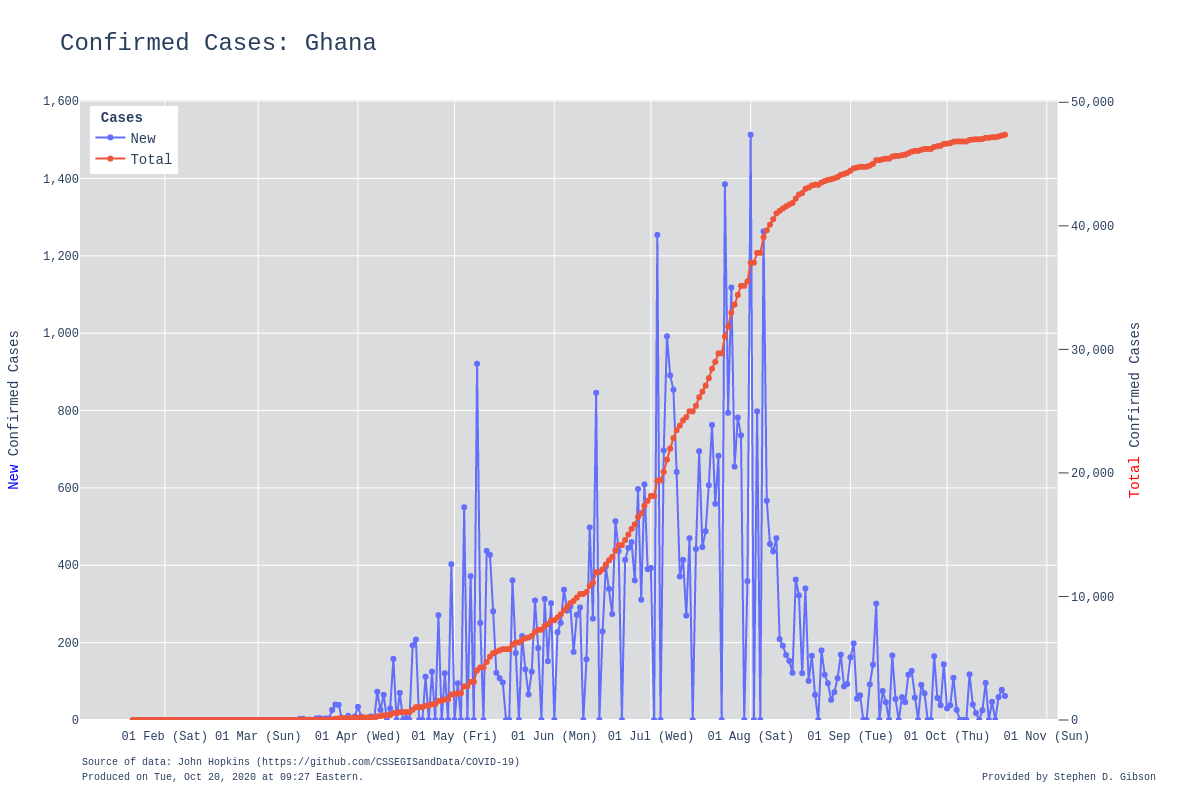 Confirmed Cases: Ghana
Cases
New
Total
1,600
1,400
1,200
1,000
800
600
400
200
0
New Confirmed Cases
50,000
40,000
30,000
20,000
10,000
0
Total Confirmed Cases
01 Feb (Sat) 01 Mar (Sun) 01 Apr (Wed) 01 May (Fri) 01 Jun (Mon) 01 Jul (Wed) 01 Aug (Sat) 01 Sep (Tue) 01 Oct (Thu) 01 Nov (Sun)
Source of data: John Hopkins (https://github.com/CSSEGISandData/COVID-19)
Produced on Tue, Oct 20, 2020 at 09:27 Eastern.
Provided by Stephen D. Gibson